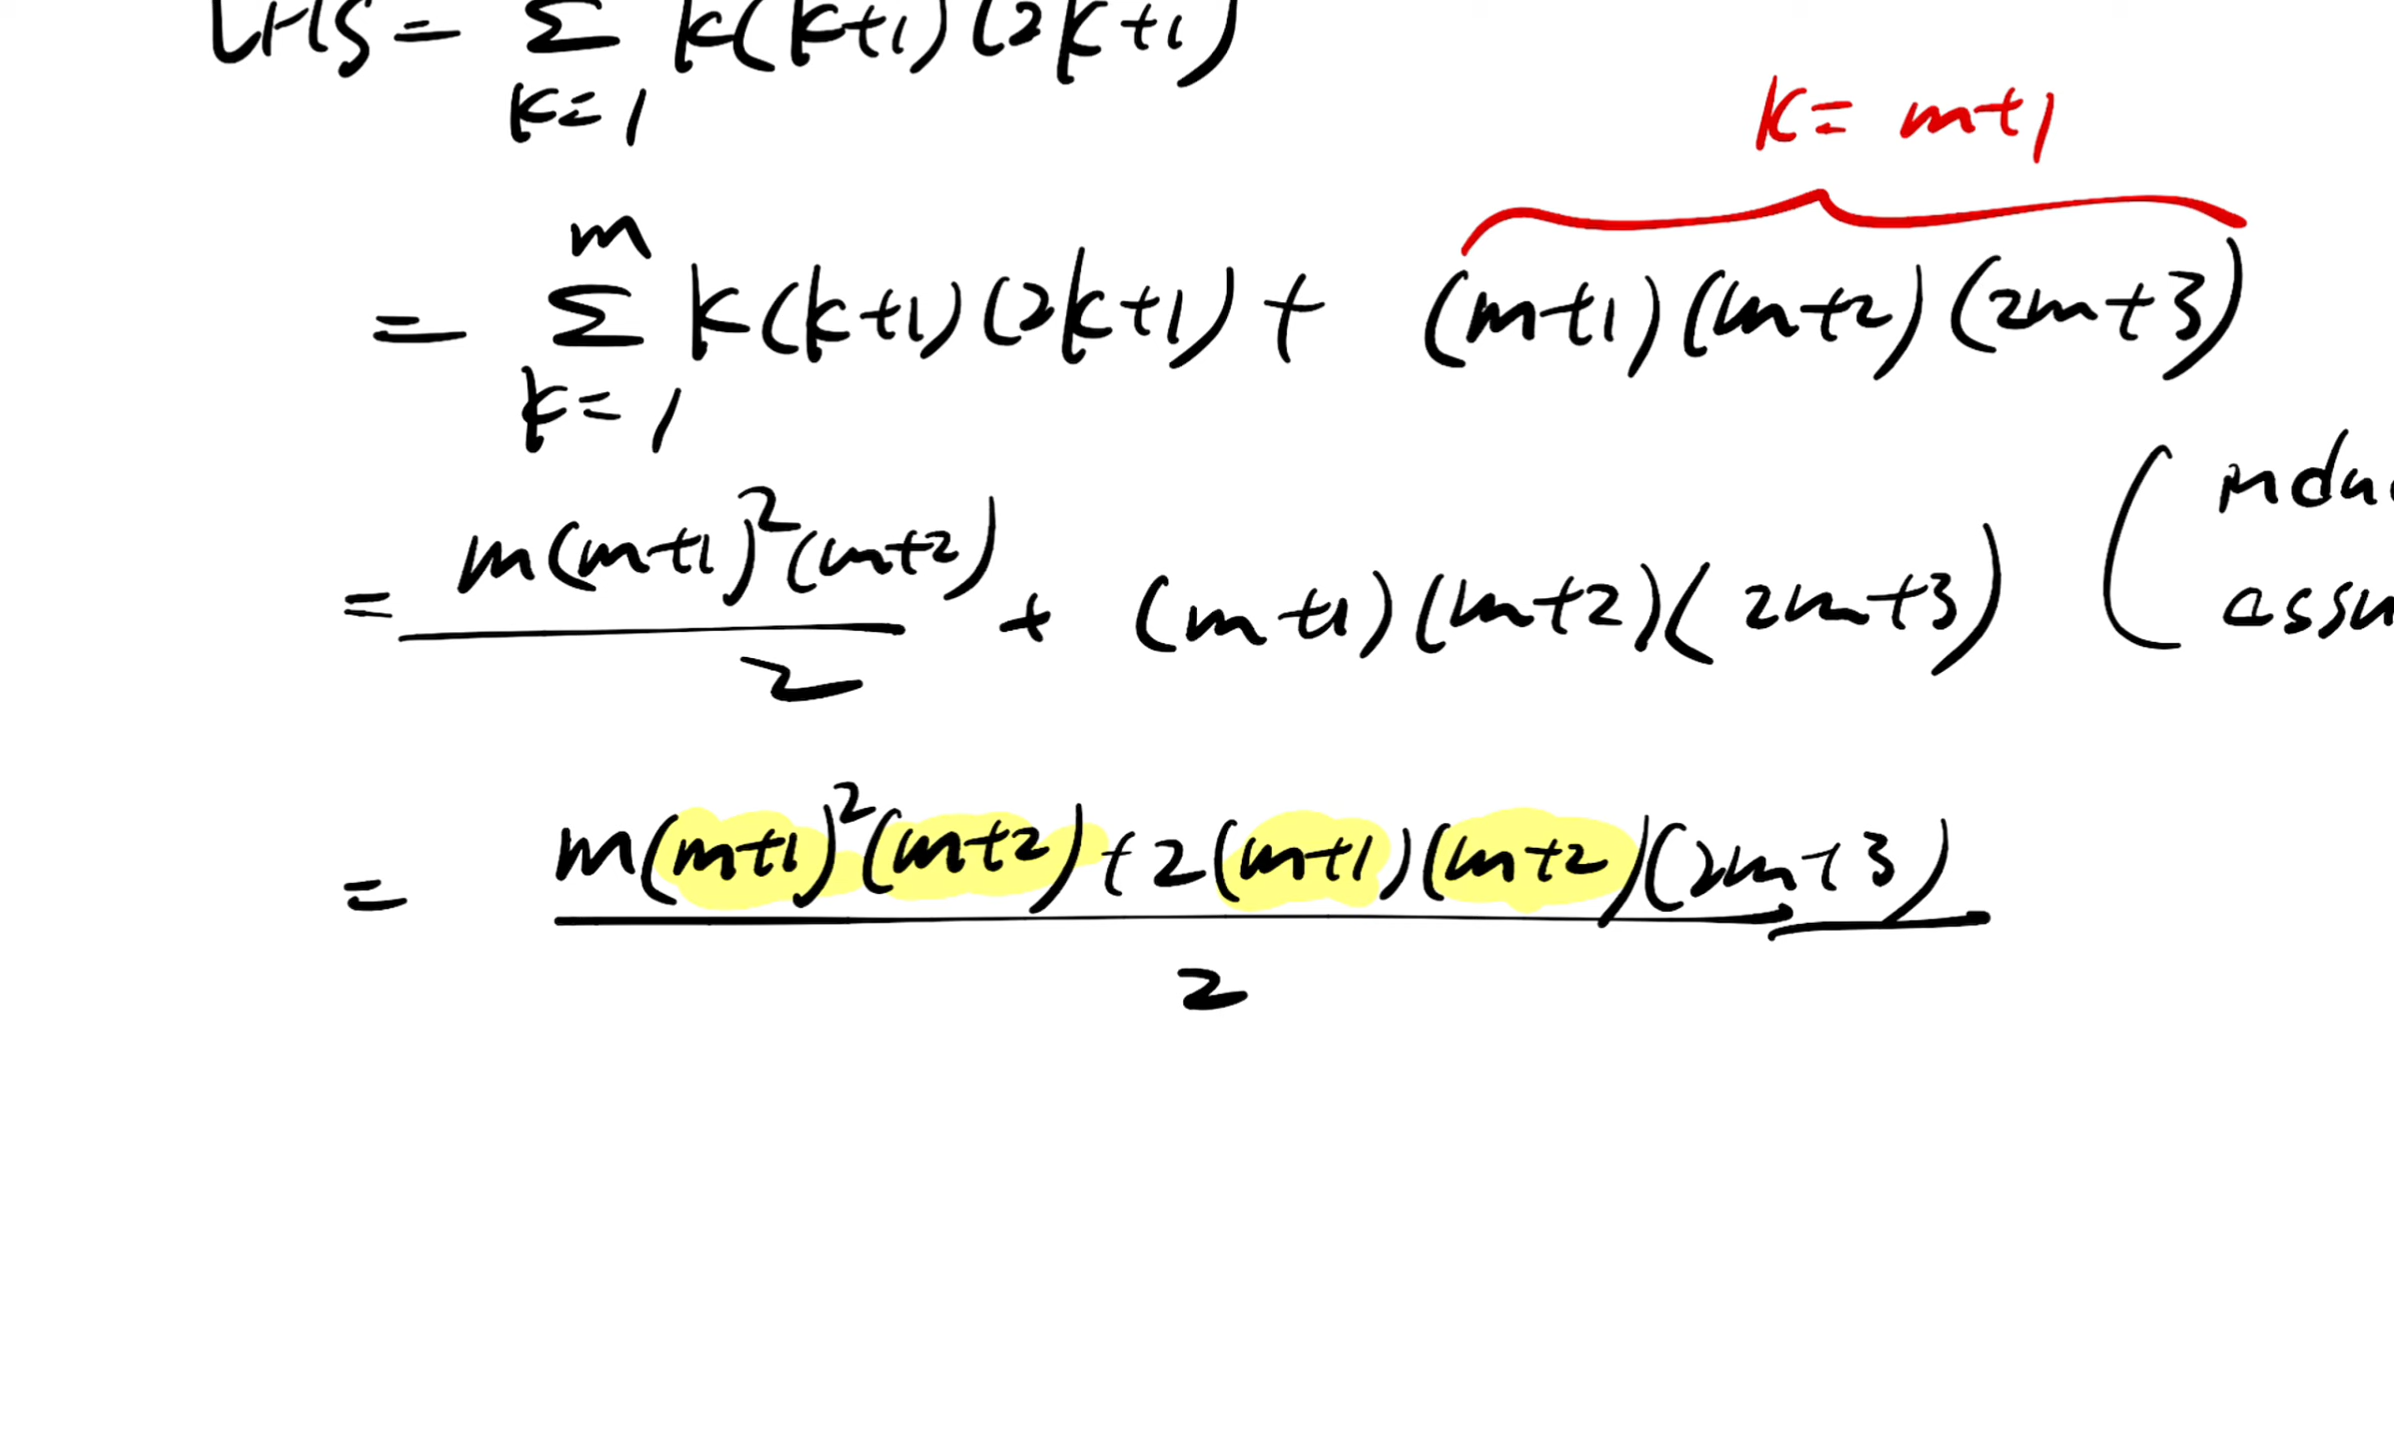 LHS = Σ k(k+1)(2k+1)
k=1
k = m+1
m
= Σ k(k+1)(2k+1) + (m+1)(m+2)(2m+3)
k=1
= m(m+1)²(m+2)/2 + (m+1)(m+2)(2m+3) (
= m(m+1)²(m+2) + 2(m+1)(m+2)(2m+3)
2